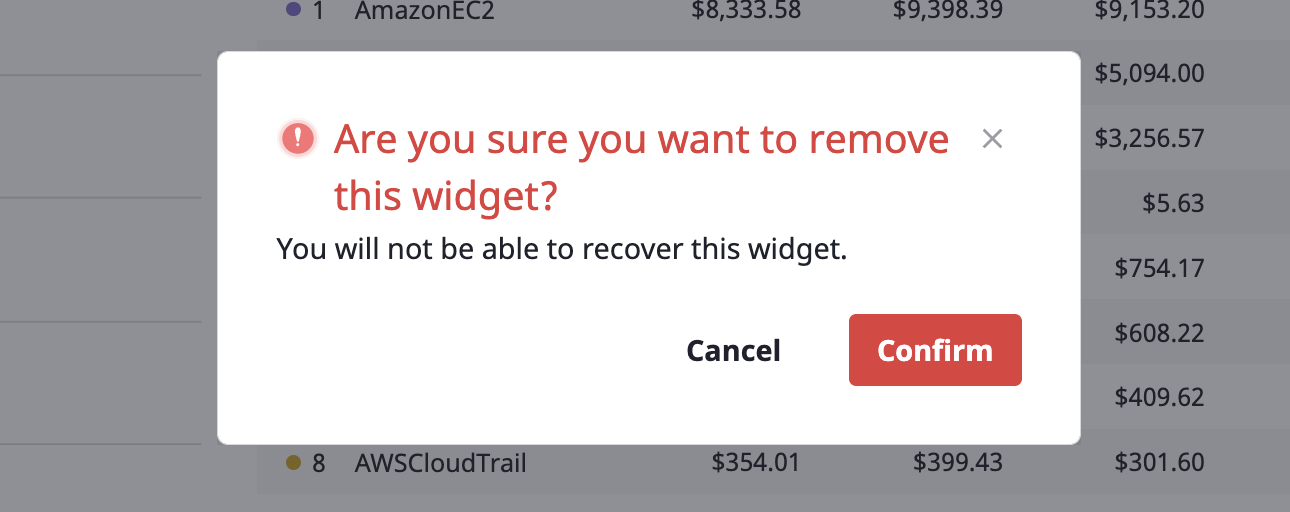 1 AmazonEC2 $8,333.58 $9,398.39 $9,153.20
$5,094.00
Are you sure you want to remove
$3,256.57
this widget?
$5.63
You will not be able to recover this widget.
$754.17
$608.22
Cancel Confirm
$409.62
8 AWSCloudTrail $354.01 $399.43 $301.60